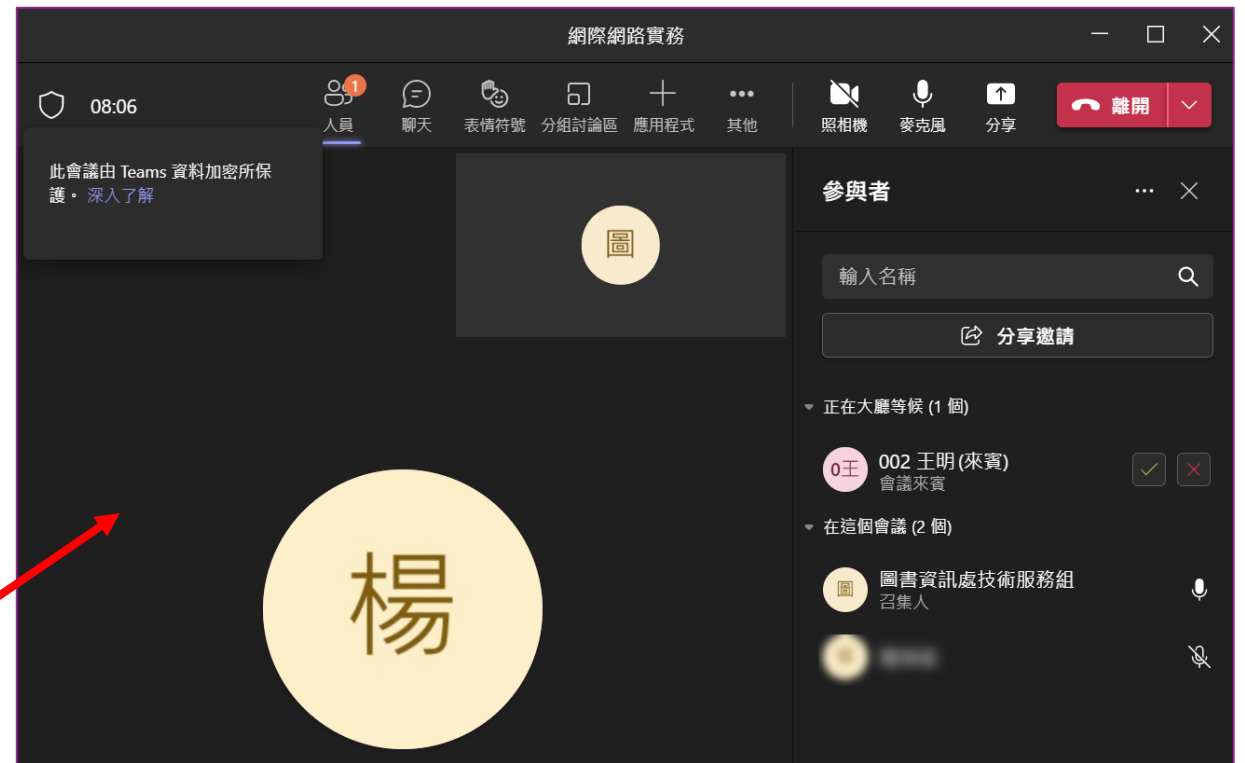 網際網路實務
08:06
1
人員
聊天
表情符號
分組討論區
應用程式
其他
照相機
麥克風
分享
離開
此會議由 Teams 資料加密所保
護。深入了解
圖
楊
參與者
輸入名稱
分享邀請
正在大廳等候 (1 個)
0王
002 王明 (來賓)
會議來賓
在這個會議 (2 個)
圖
圖書資訊處技術服務組
召集人